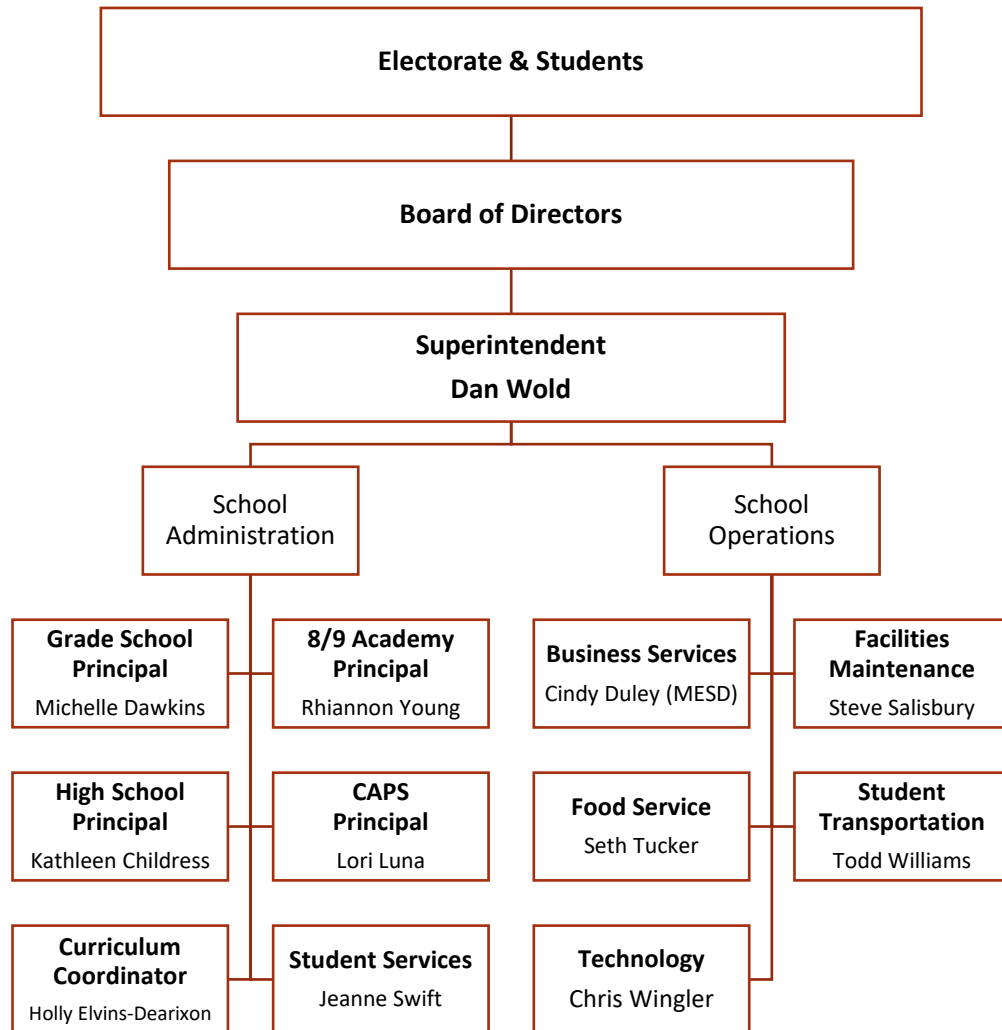 Electorate & Students
Board of Directors
Superintendent
Dan Wold
School
Administration
School
Operations
Grade School
Principal
Michelle Dawkins
8/9 Academy
Principal
Rhiannon Young
Business Services
Cindy Duley (MESD)
Facilities
Maintenance
Steve Salisbury
High School
Principal
Kathleen Childress
CAPS
Principal
Lori Luna
Food Service
Seth Tucker
Student
Transportation
Todd Williams
Curriculum
Coordinator
Holly Elvins-Dearixon
Student Services
Jeanne Swift
Technology
Chris Wingler